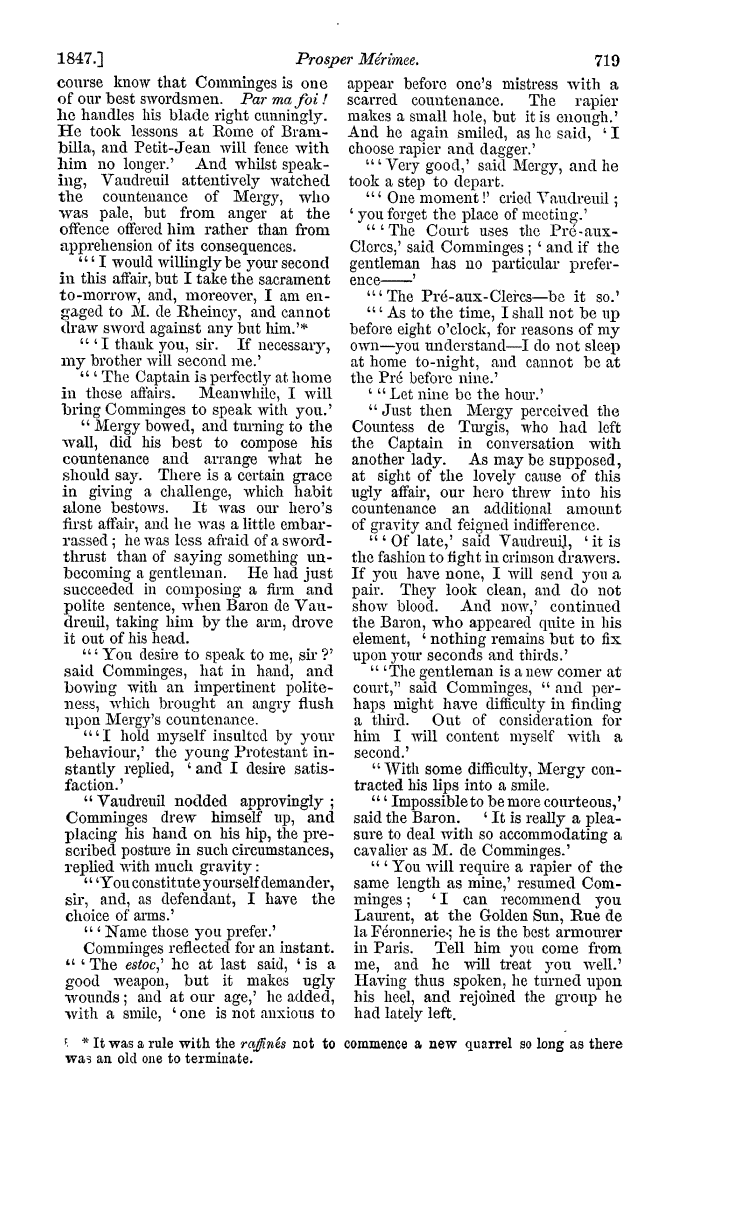 1847.] Prosper Mérimee. 719
course know that Comminges is one
of our best swordsmen. Par ma foi!
he handles his blade right cunningly.
He took lessons at Rome of Bram-
billa, and Petit-Jean will fence with
him no longer.' And whilst speak-
ing, Vaudreuil attentively watched
the countenance of Mergy, who
was pale, but from anger at the
offence offered him rather than from
apprehension of its consequences.
"'I would willingly be your second
in this affair, but I take the sacrament
to-morrow, and, moreover, I am en-
gaged to M. de Rheincy, and cannot
draw sword against any but him.'*
"'I thank you, sir. If necessary,
my brother will second me.'
"'The Captain is perfectly at home
in these affairs. Meanwhile, I will
bring Comminges to speak with you.'
"Mergy bowed, and turning to the
wall, did his best to compose his
countenance and arrange what he
should say. There is a certain grace
in giving a challenge, which habit
alone bestows. It was our hero's
first affair, and he was a little embar-
rassed; he was less afraid of a sword-
thrust than of saying something un-
becoming a gentleman. He had just
succeeded in composing a firm and
polite sentence, when Baron de Vau-
dreuil, taking him by the arm, drove
it out of his head.
"'You desire to speak to me, sir?'
said Comminges, hat in hand, and
bowing with an impertinent polite-
ness, which brought an angry flush
upon Mergy's countenance.
"'I hold myself insulted by your
behaviour,' the young Protestant in-
stantly replied, 'and I desire satis-
faction.'
"Vaudreuil nodded approvingly;
Comminges drew himself up, and
placing his hand on his hip, the pre-
scribed posture in such circumstances,
replied with much gravity:
"'You constitute yourself demander,
sir, and, as defendant, I have the
choice of arms.'
"'Name those you prefer.'
Comminges reflected for an instant.
"'The estoc,' he at last said, 'is a
good weapon, but it makes ugly
wounds; and at our age,' he added,
with a smile, 'one is not anxious to
appear before one's mistress with a
scarred countenance. The rapier
makes a small hole, but it is enough.'
And he again smiled, as he said, 'I
choose rapier and dagger.'
"'Very good,' said Mergy, and he
took a step to depart.
"'One moment!' cried Vaudreuil;
'you forget the place of meeting.'
"'The Court uses the Pré-aux-
Clercs,' said Comminges; 'and if the
gentleman has no particular prefer-
ence——'
"'The Pré-aux-Clercs—be it so.'
"'As to the time, I shall not be up
before eight o'clock, for reasons of my
own—you understand—I do not sleep
at home to-night, and cannot be at
the Pré before nine.'
'"Let nine be the hour.'
"Just then Mergy perceived the
Countess de Turgis, who had left
the Captain in conversation with
another lady. As may be supposed,
at sight of the lovely cause of this
ugly affair, our hero threw into his
countenance an additional amount
of gravity and feigned indifference.
"'Of late,' said Vaudreuil, 'it is
the fashion to fight in crimson drawers.
If you have none, I will send you a
pair. They look clean, and do not
show blood. And now,' continued
the Baron, who appeared quite in his
element, 'nothing remains but to fix
upon your seconds and thirds.'
"'The gentleman is a new comer at
court," said Comminges, "and per-
haps might have difficulty in finding
a third. Out of consideration for
him I will content myself with a
second.'
"With some difficulty, Mergy con-
tracted his lips into a smile.
"'Impossible to be more courteous,'
said the Baron. 'It is really a plea-
sure to deal with so accommodating a
cavalier as M. de Comminges.'
"'You will require a rapier of the
same length as mine,' resumed Com-
minges; 'I can recommend you
Laurent, at the Golden Sun, Rue de
la Féronnerie; he is the best armourer
in Paris. Tell him you come from
me, and he will treat you well.'
Having thus spoken, he turned upon
his heel, and rejoined the group he
had lately left.
* It was a rule with the raffinés not to commence a new quarrel so long as there
was an old one to terminate.